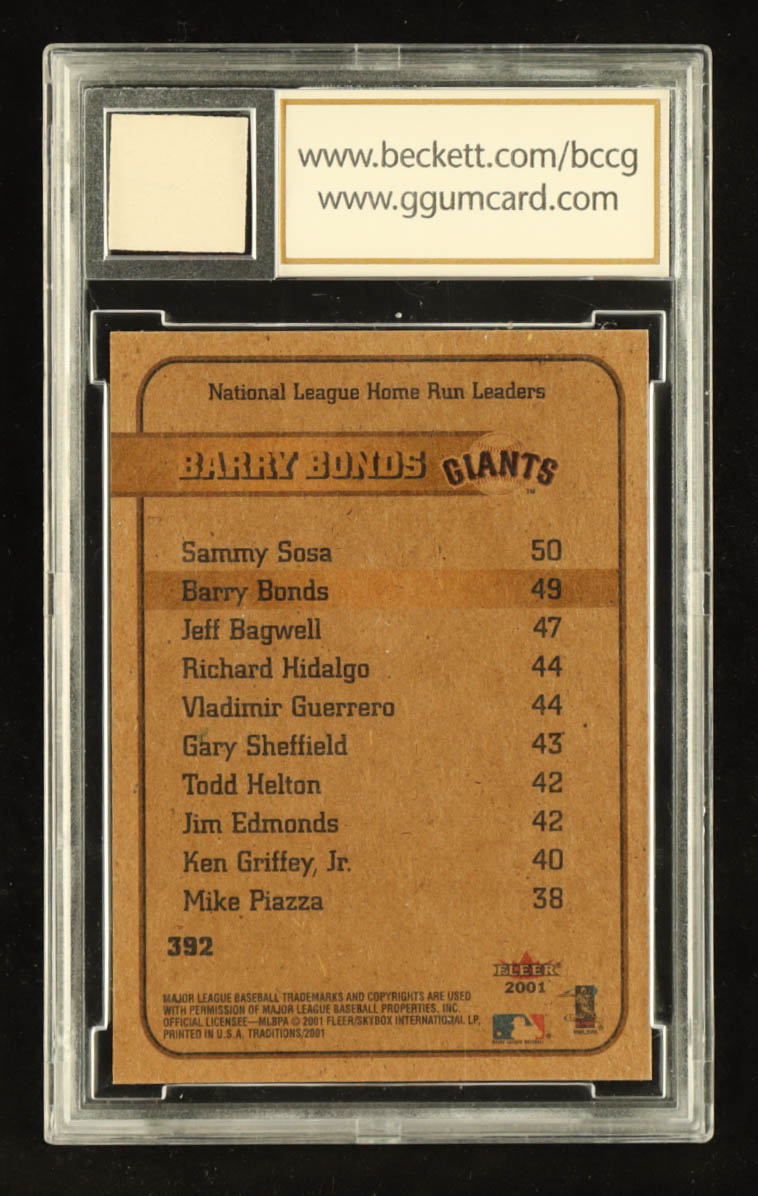 www.beckett.com/bccg
www.ggumcard.com
National League Home Run Leaders
BARRY BONDS GIANTS TM
Sammy Sosa 50
Barry Bonds 49
Jeff Bagwell 47
Richard Hidalgo 44
Vladimir Guerrero 44
Gary Sheffield 43
Todd Helton 42
Jim Edmonds 42
Ken Griffey, Jr. 40
Mike Piazza 38
392
FLEER
2001
MAJOR LEAGUE BASEBALL TRADEMARKS AND COPYRIGHTS ARE USED
WITH PERMISSION OF MAJOR LEAGUE BASEBALL PROPERTIES, INC.
OFFICIAL LICENSEE—MLBPA © 2001 FLEER/SKYBOX INTERNATIONAL LP.
PRINTED IN U.S.A. TRADITIONS/2001